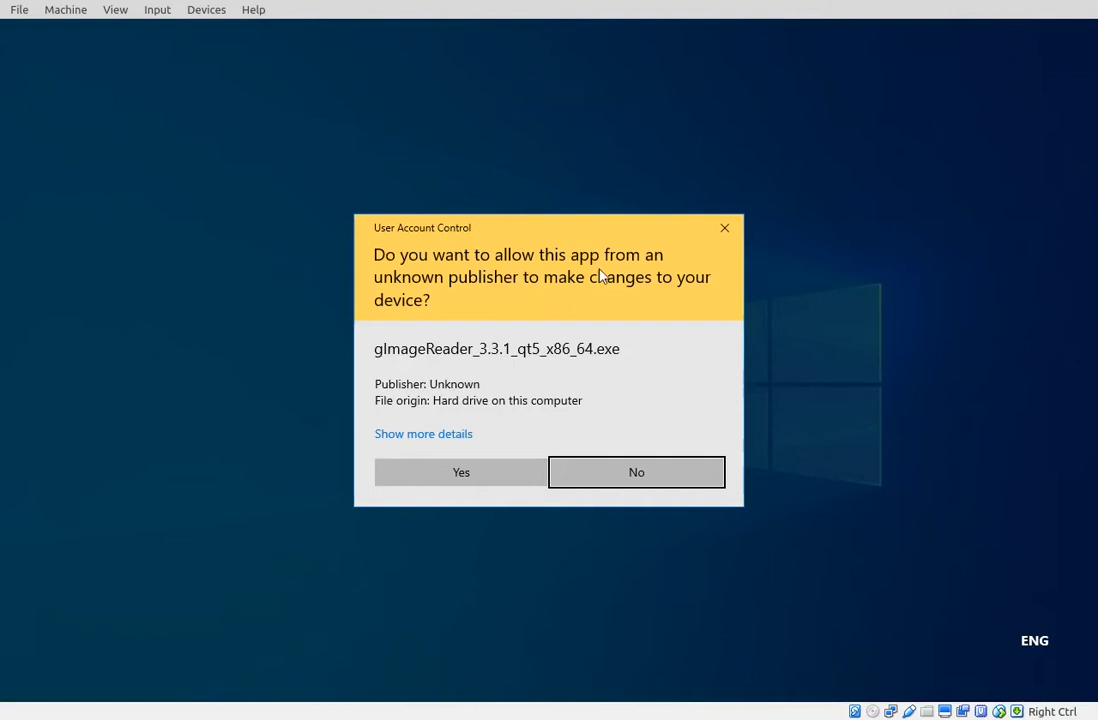 File Machine View Input Devices Help
User Account Control
Do you want to allow this app from an
unknown publisher to make changes to your
device?
gImageReader_3.3.1_qt5_x86_64.exe
Publisher: Unknown
File origin: Hard drive on this computer
Show more details
Yes No
ENG
Right Ctrl